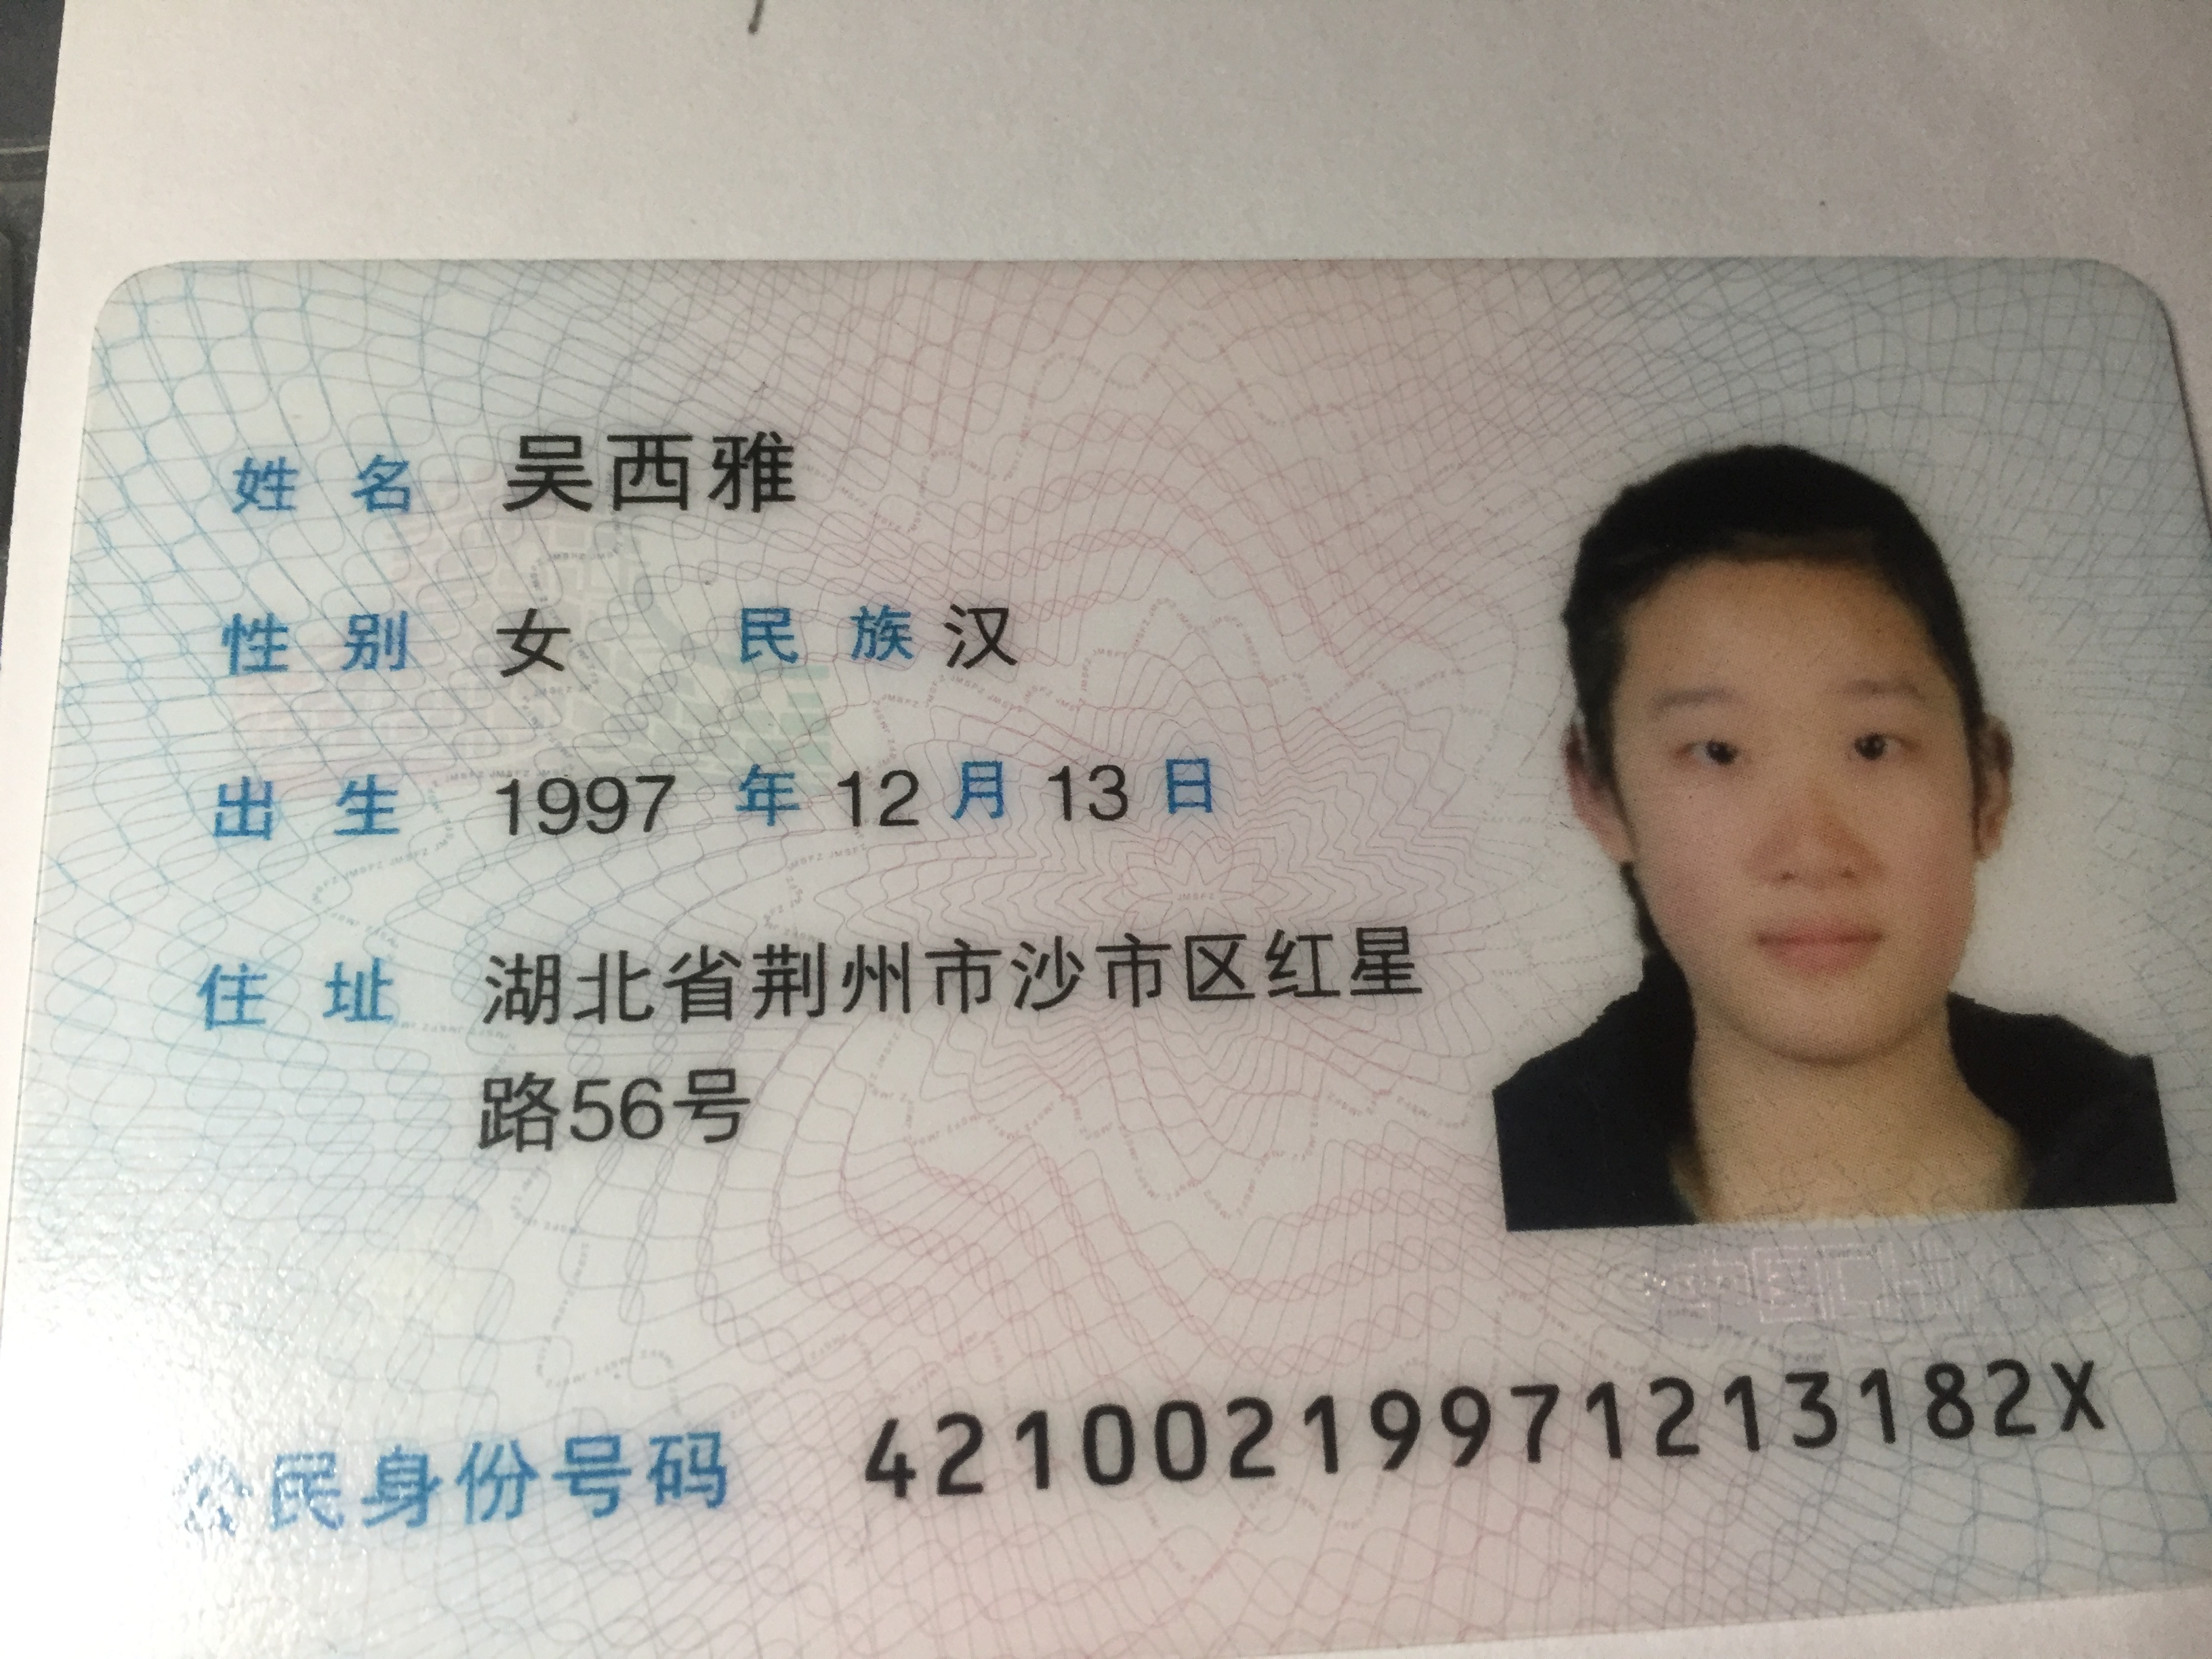 姓名 吴西雅
性别 女 民族 汉
出生 1997 年 12 月 13 日
住址 湖北省荆州市沙市区红星
路56号
公民身份号码 42100219971213182X